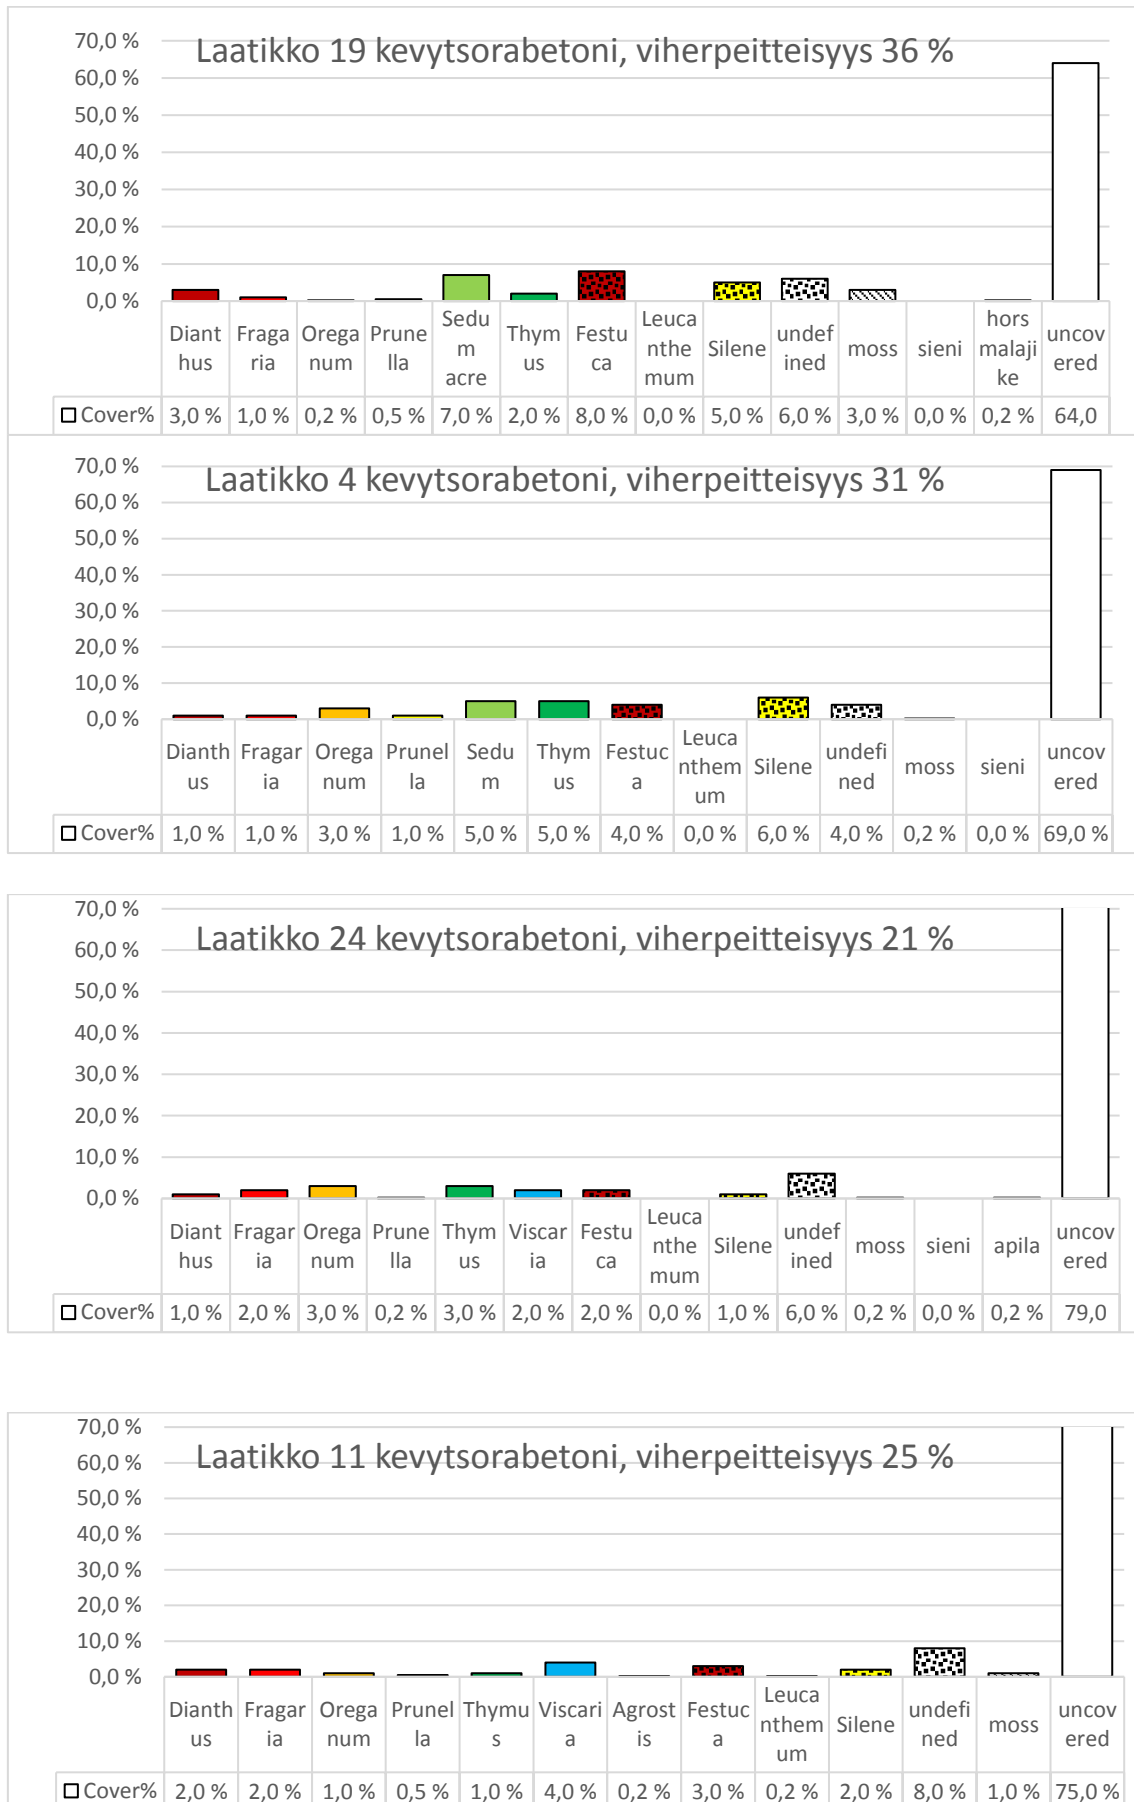 Laatikko 19 kevytsorabetoni, viherpeitteisyys 36 %
70,0 %
60,0 %
50,0 %
40,0 %
30,0 %
20,0 %
10,0 %
0,0 %
Diant
hus
Fraga
ria
Orega
num
Prune
lla
Sedu
m
acre
Thym
us
Festu
ca
Leuca
nthe
mum
Silene
undef
ined
moss
sieni
hors
malaji
ke
uncov
ered
Cover% 3,0 % 1,0 % 0,2 % 0,5 % 7,0 % 2,0 % 8,0 % 0,0 % 5,0 % 6,0 % 3,0 % 0,0 % 0,2 % 64,0
Laatikko 4 kevytsorabetoni, viherpeitteisyys 31 %
70,0 %
60,0 %
50,0 %
40,0 %
30,0 %
20,0 %
10,0 %
0,0 %
Dianth
us
Fragar
ia
Orega
num
Prunel
la
Sedu
m
Thym
us
Festuc
a
Leuca
nthem
um
Silene
undefi
ned
moss
sieni
uncov
ered
Cover% 1,0 % 1,0 % 3,0 % 1,0 % 5,0 % 5,0 % 4,0 % 0,0 % 6,0 % 4,0 % 0,2 % 0,0 % 69,0 %
Laatikko 24 kevytsorabetoni, viherpeitteisyys 21 %
70,0 %
60,0 %
50,0 %
40,0 %
30,0 %
20,0 %
10,0 %
0,0 %
Diant
hus
Fragar
ia
Orega
num
Prune
lla
Thym
us
Viscar
ia
Festu
ca
Leuca
nthe
mum
Silene
undef
ined
moss
sieni
apila
uncov
ered
Cover% 1,0 % 2,0 % 3,0 % 0,2 % 3,0 % 2,0 % 2,0 % 0,0 % 1,0 % 6,0 % 0,2 % 0,0 % 0,2 % 79,0
Laatikko 11 kevytsorabetoni, viherpeitteisyys 25 %
70,0 %
60,0 %
50,0 %
40,0 %
30,0 %
20,0 %
10,0 %
0,0 %
Dianth
us
Fragar
ia
Orega
num
Prunel
la
Thymu
s
Viscari
a
Agrost
is
Festuc
a
Leuca
nthem
um
Silene
undefi
ned
moss
uncov
ered
Cover% 2,0 % 2,0 % 1,0 % 0,5 % 1,0 % 4,0 % 0,2 % 3,0 % 0,2 % 2,0 % 8,0 % 1,0 % 75,0 %